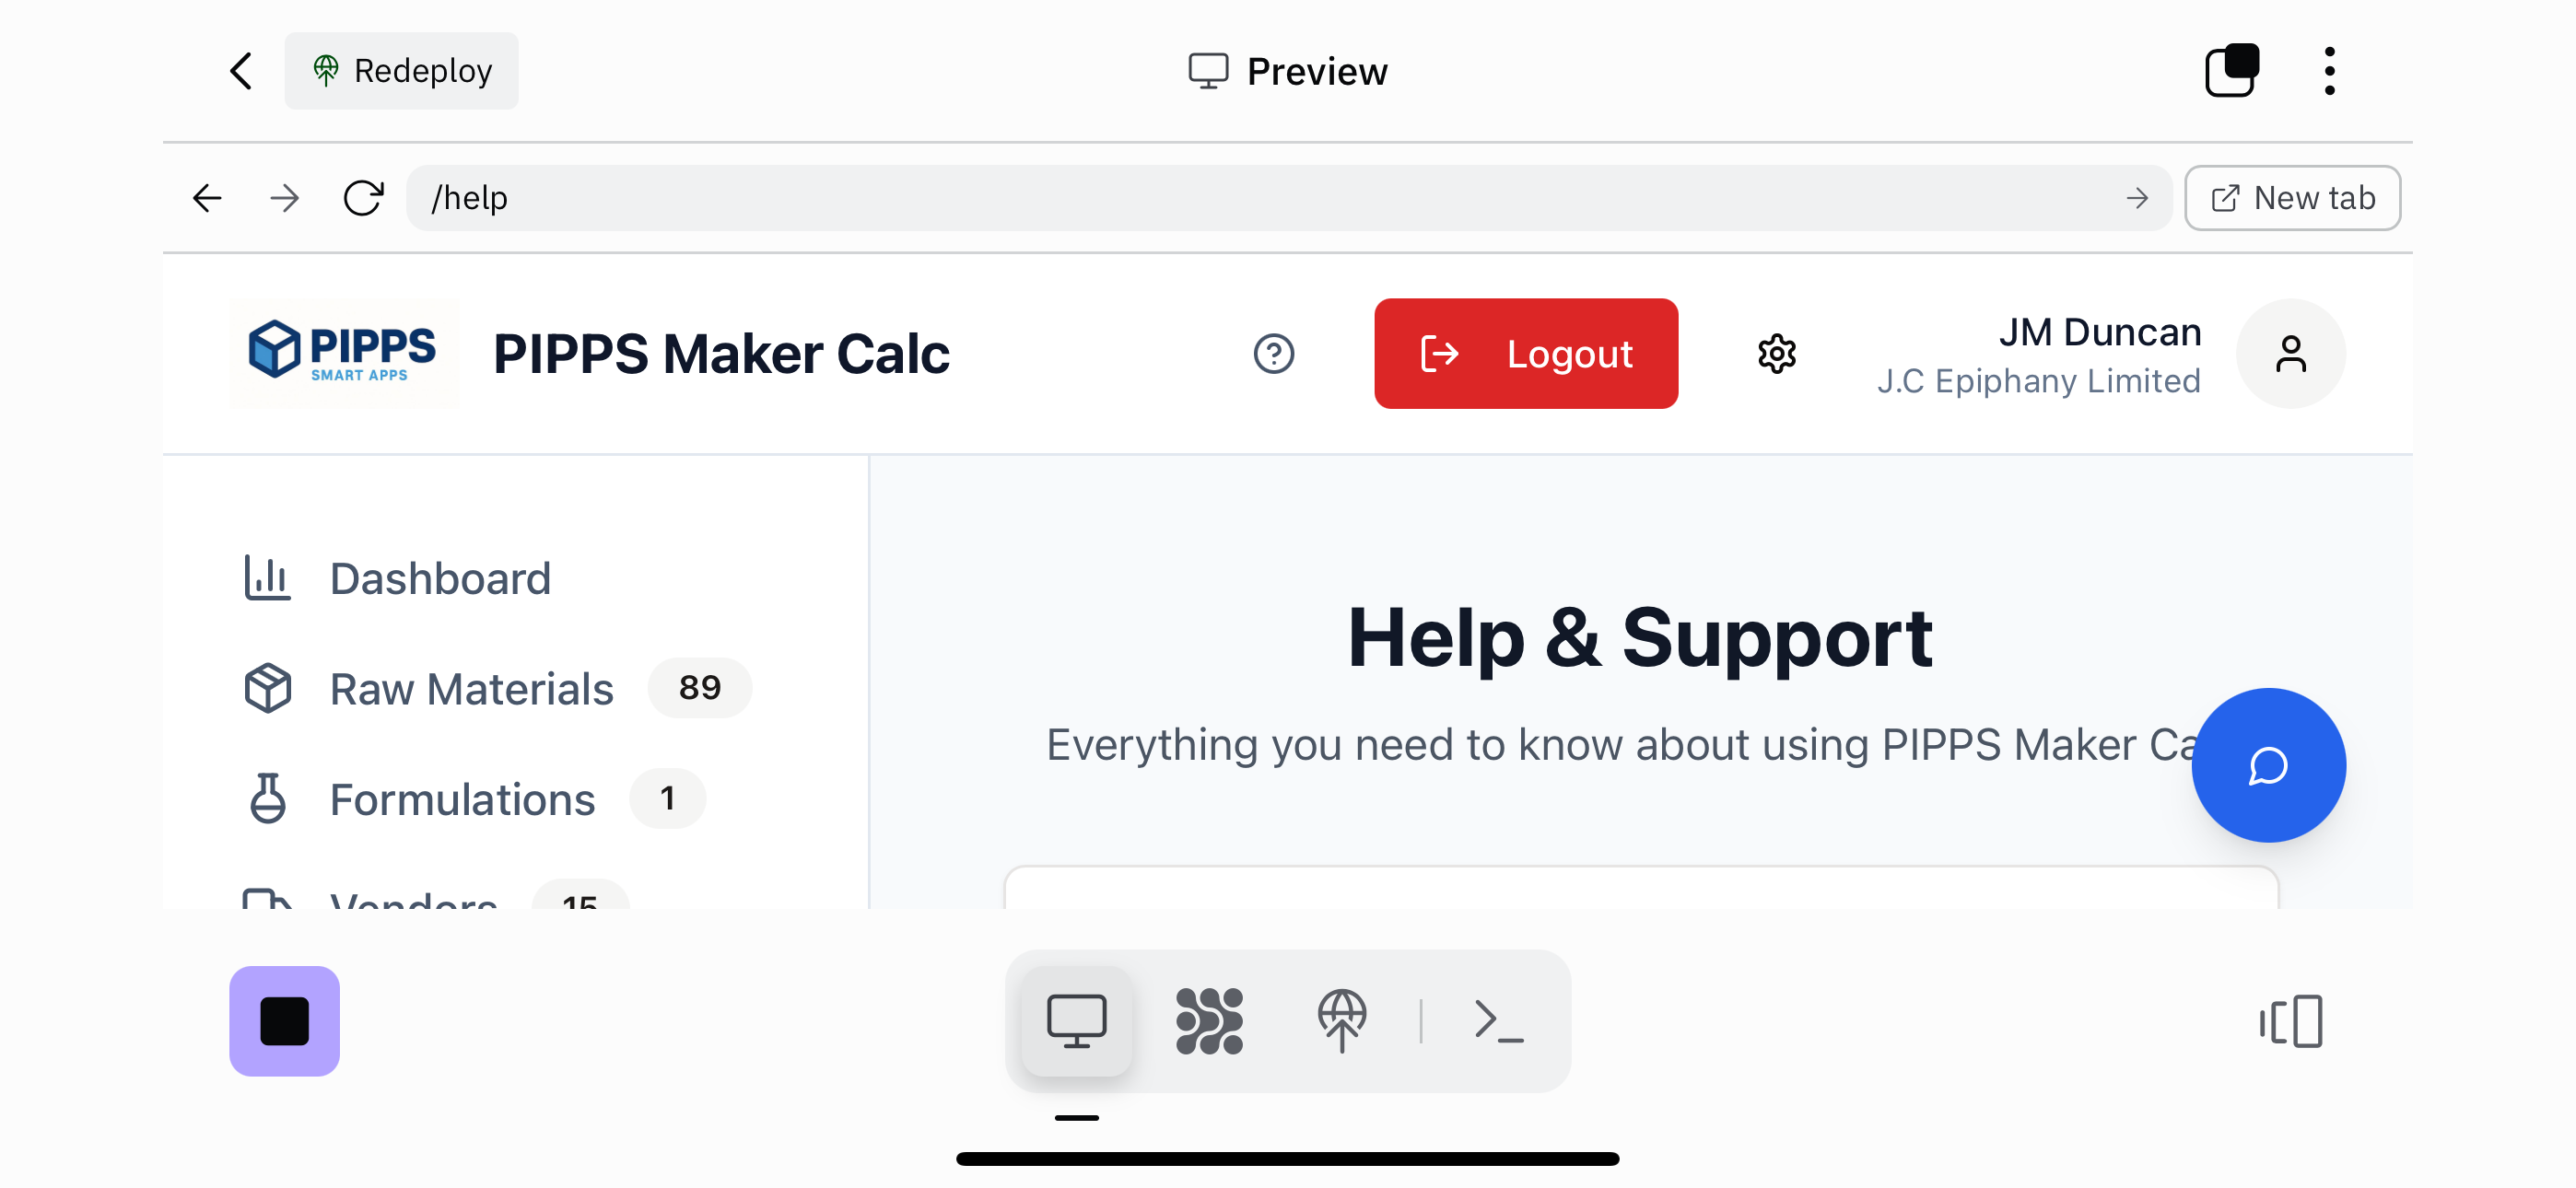 Redeploy
Preview
/help
New tab
PIPPS
SMART APPS
PIPPS Maker Calc
Logout
JM Duncan
J.C Epiphany Limited
Dashboard
Raw Materials 89
Formulations 1
Vendors 15
Help & Support
Everything you need to know about using PIPPS Maker